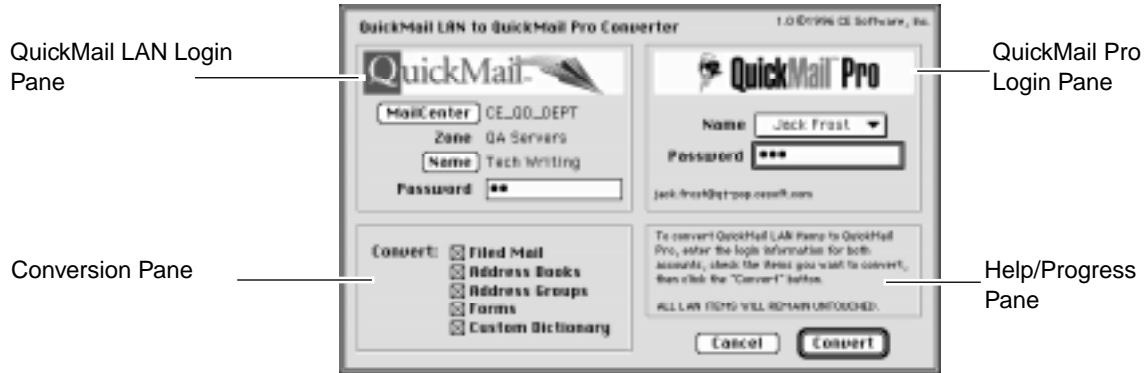 QuickMail LAN to QuickMail Pro Converter
1.0 ©1996 CE Software, Inc.
QuickMail LAN Login
Pane
QuickMail™
QuickMail™ Pro
QuickMail Pro
Login Pane
MailCenter CE_QO_DEPT
Zone QA Servers
Name Tech Writing
Password ••
Name Jack Frost
Password •••
jack.frost@qt-pop.cesoft.com
Conversion Pane
Convert:
Filed Mail
Address Books
Address Groups
Forms
Custom Dictionary
To convert QuickMail LAN items to QuickMail
Pro, enter the login information for both
accounts, check the items you want to convert,
then click the "Convert" button.
ALL LAN ITEMS WILL REMAIN UNTOUCHED.
Help/Progress
Pane
Cancel
Convert